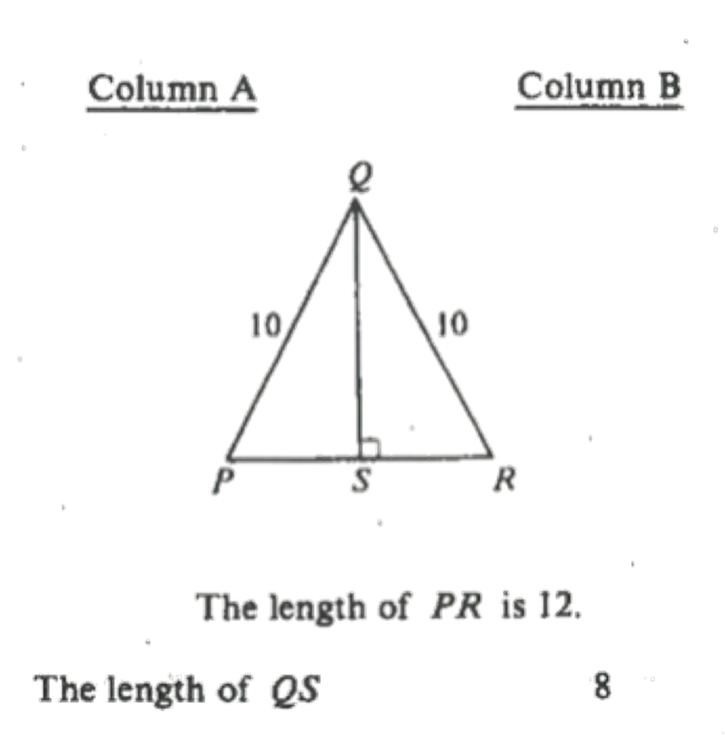 Column A Column B
Q
10 10
P S R
The length of PR is 12.
The length of QS 8